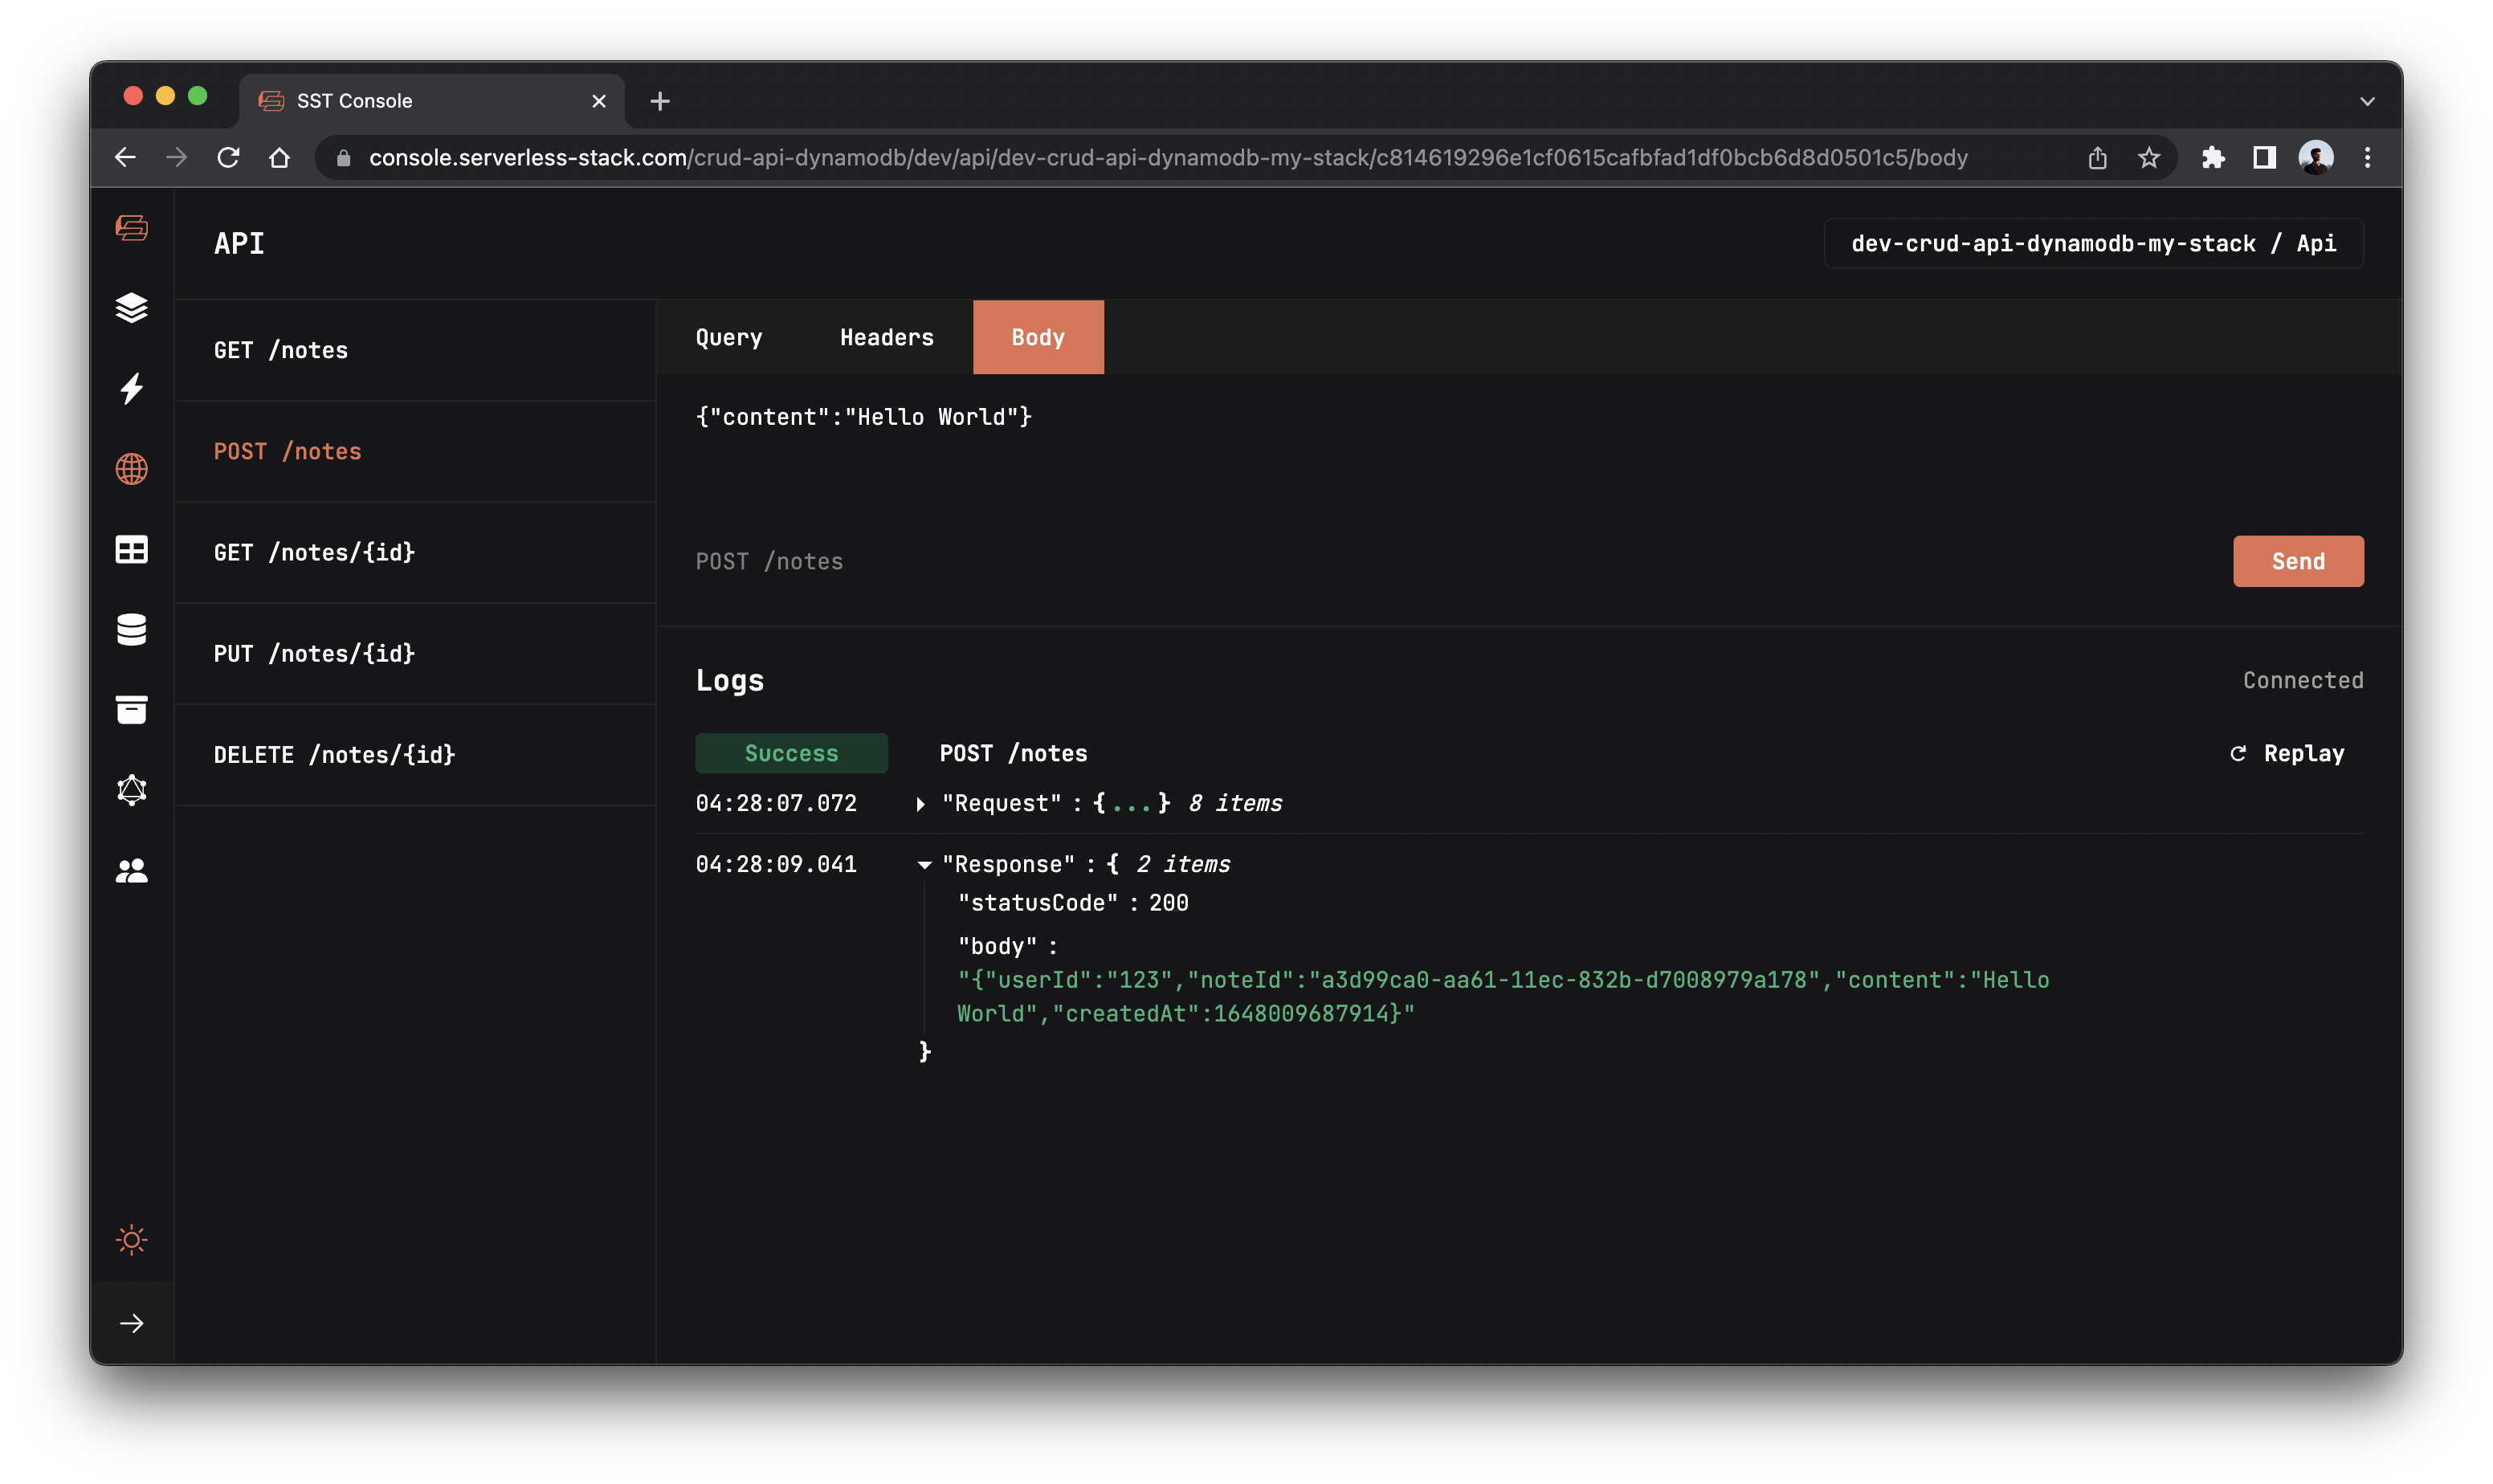 SST Console
console.serverless-stack.com/crud-api-dynamodb/dev/api/dev-crud-api-dynamodb-my-stack/c814619296e1cf0615cafbfad1df0bcb6d8d0501c5/body
API
dev-crud-api-dynamodb-my-stack / Api
GET /notes
POST /notes
GET /notes/{id}
PUT /notes/{id}
DELETE /notes/{id}
Query Headers Body
{"content":"Hello World"}
POST /notes
Send
Logs
Connected
Success POST /notes Replay
04:28:07.072 "Request" : {...} 8 items
04:28:09.041 "Response" : { 2 items
"statusCode" : 200
"body" :
"{"userId":"123","noteId":"a3d99ca0-aa61-11ec-832b-d7008979a178","content":"Hello
World","createdAt":1648009687914}"
}